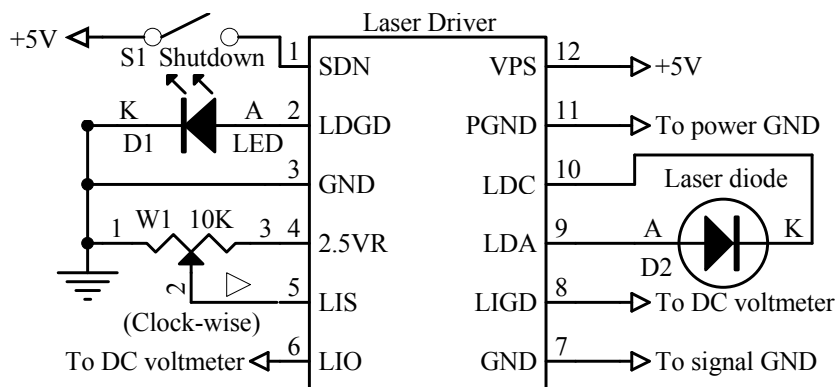 Laser Driver
+5V
S1 Shutdown
1
SDN
VPS
12
+5V
K
D1
A
LED
2
LDGD
PGND
11
To power GND
3
GND
LDC
10
Laser diode
1
W1 10K
3
4
2.5VR
LDA
9
A
D2
K
2
5
LIS
LIGD
8
To DC voltmeter
(Clock-wise)
To DC voltmeter
6
LIO
GND
7
To signal GND